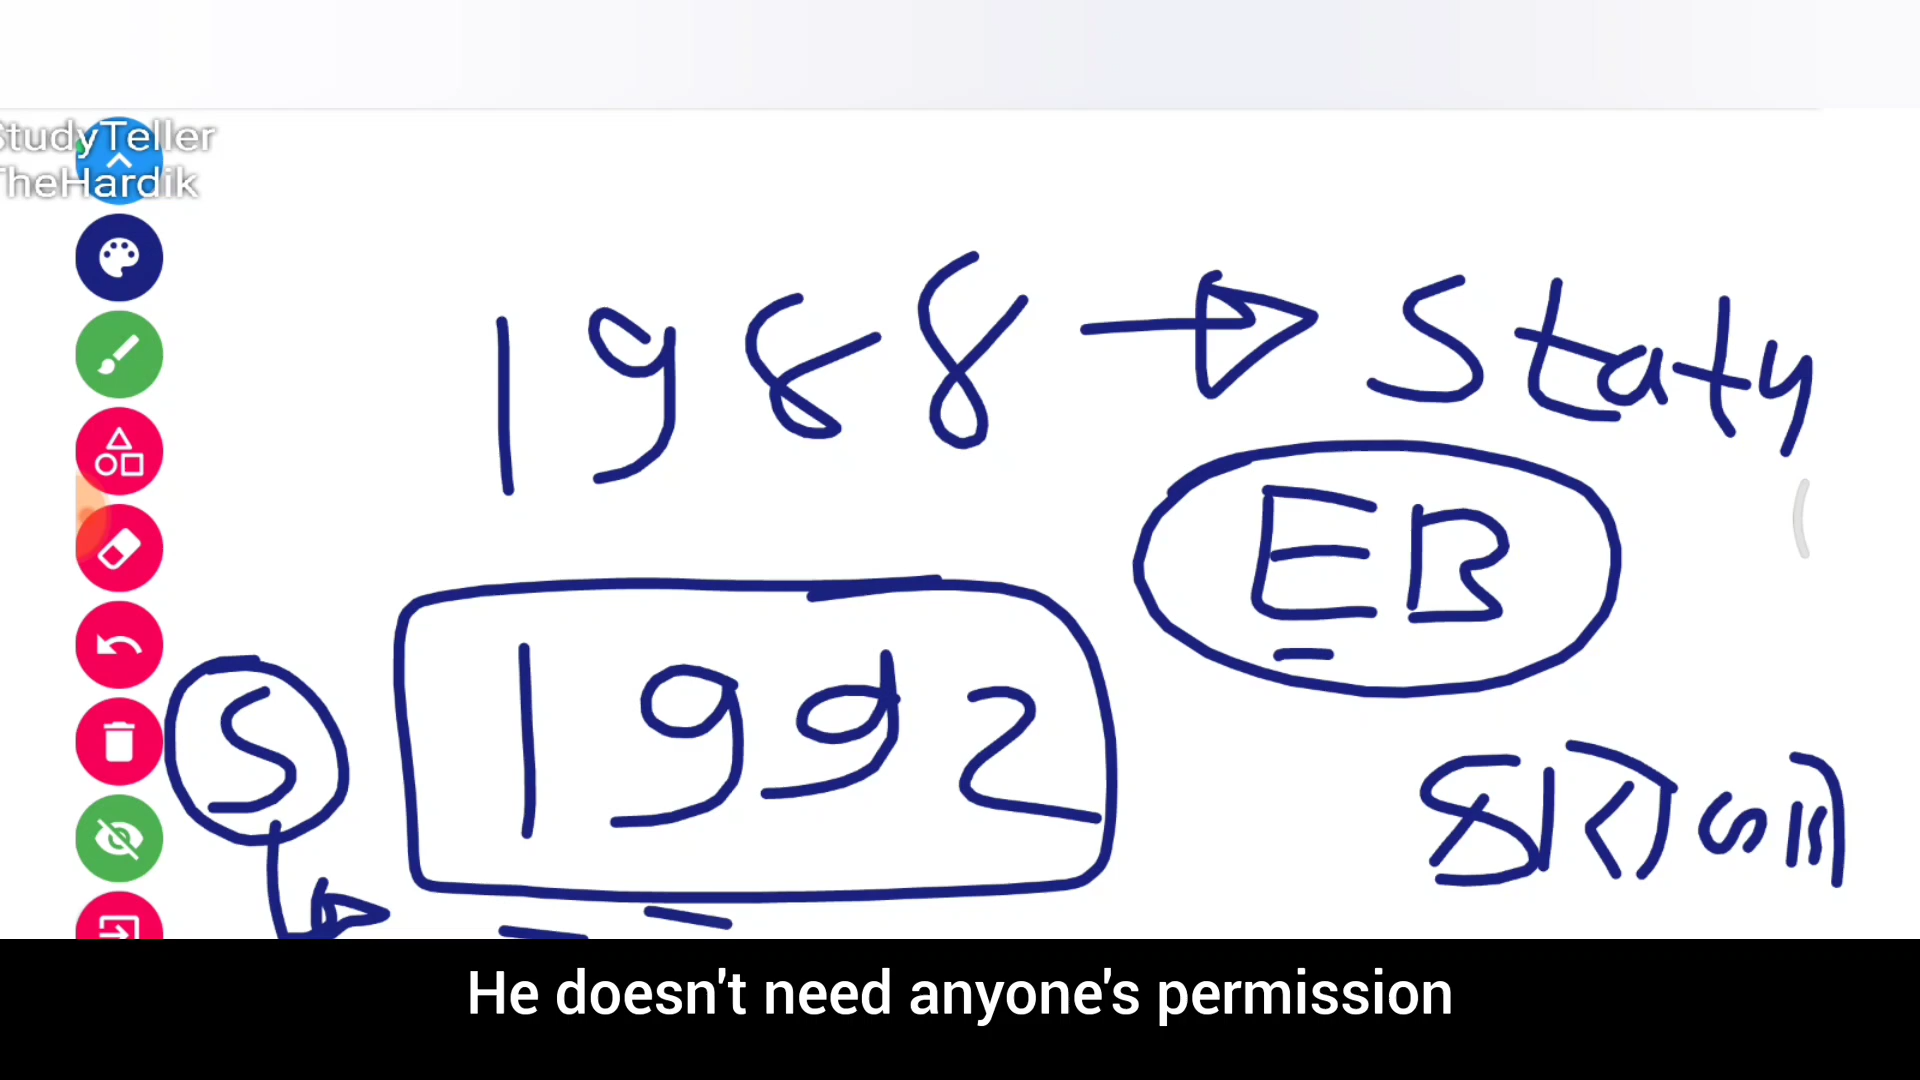 StudyTeller
TheHardik
1988 → Staty
EB
S 1992
He doesn't need anyone's permission